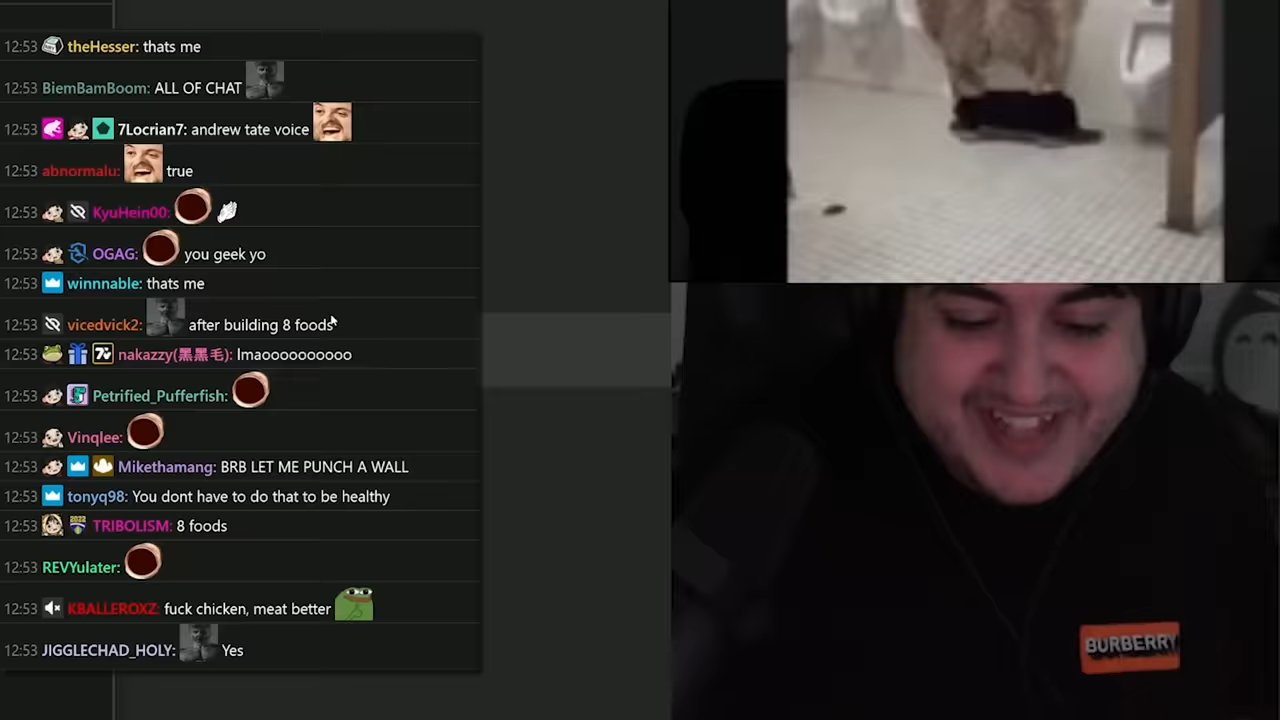 12:53 theHesser: thats me
12:53 BiemBamBoom: ALL OF CHAT
12:53 7Locrian7: andrew tate voice
12:53 abnormalu: true
12:53 KyuHein00:
12:53 OGAG: you geek yo
12:53 winnnable: thats me
12:53 vicedvick2: after building 8 foods
12:53 nakazzy(黑黑毛): lmaoooooooooo
12:53 Petrified_Pufferfish:
12:53 Vinqlee:
12:53 Mikethamang: BRB LET ME PUNCH A WALL
12:53 tonyq98: You dont have to do that to be healthy
12:53 TRIBOLISM: 8 foods
12:53 REVYulater:
12:53 KBALLEROXZ: fuck chicken, meat better
12:53 JIGGLECHAD_HOLY: Yes
BURBERRY